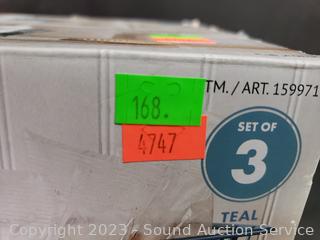 168.
TM./ ART. 159971
4747
SET OF
3
TEAL
Copyright 2023 - Sound Auction Service